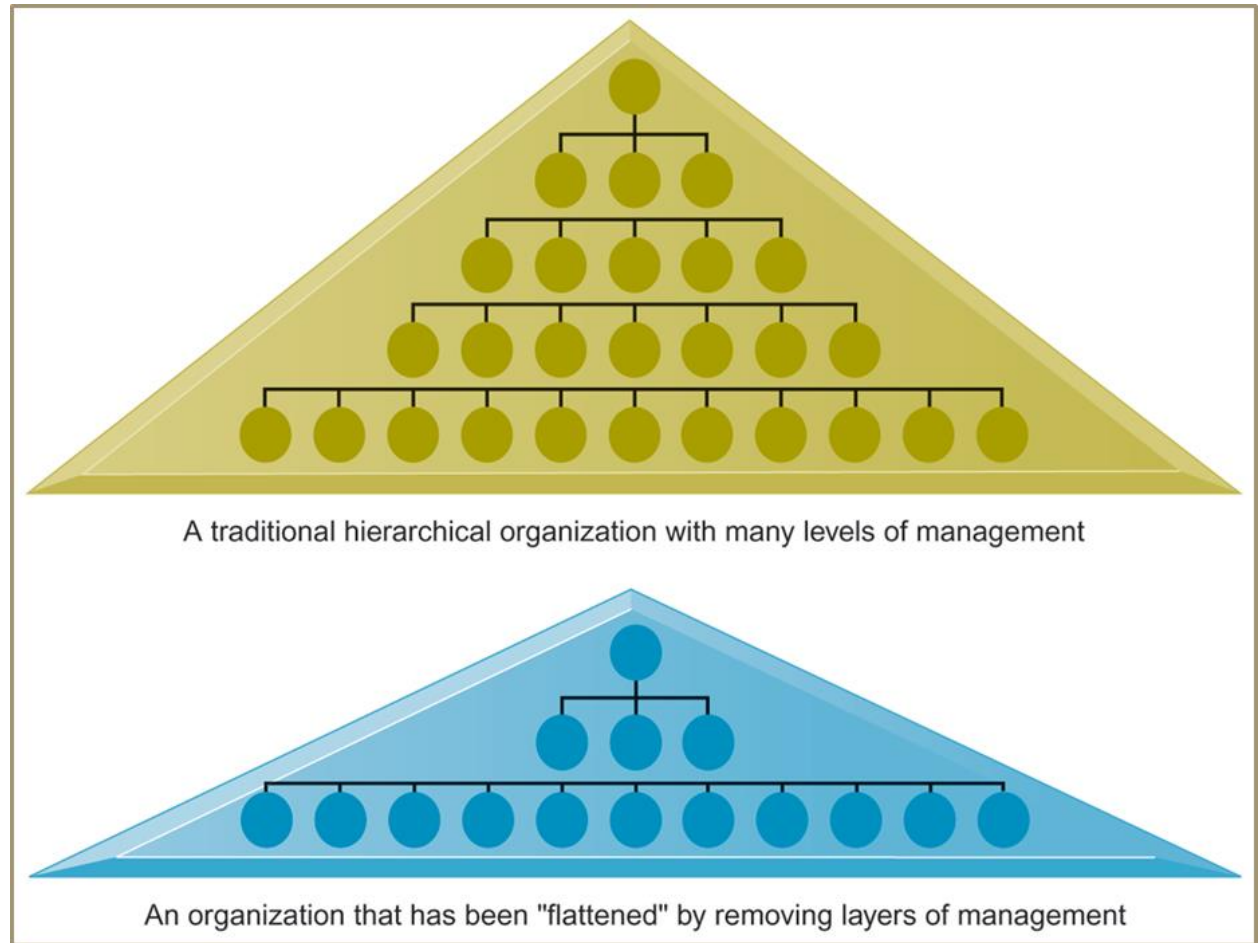 A traditional hierarchical organization with many levels of management
An organization that has been "flattened" by removing layers of management